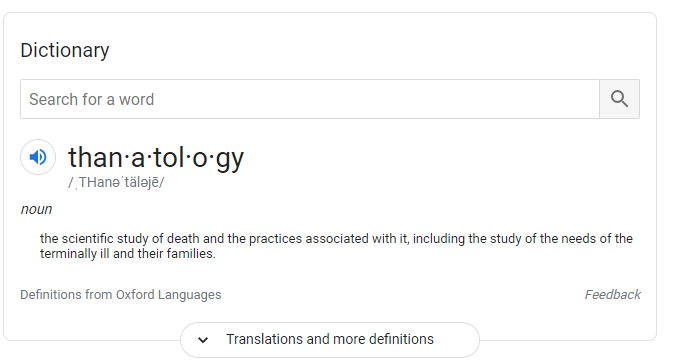 Dictionary
Search for a word
than·a·tol·o·gy
/ˌTHanəˈtäləjē/
noun
the scientific study of death and the practices associated with it, including the study of the needs of the
terminally ill and their families.
Definitions from Oxford Languages
Feedback
Translations and more definitions